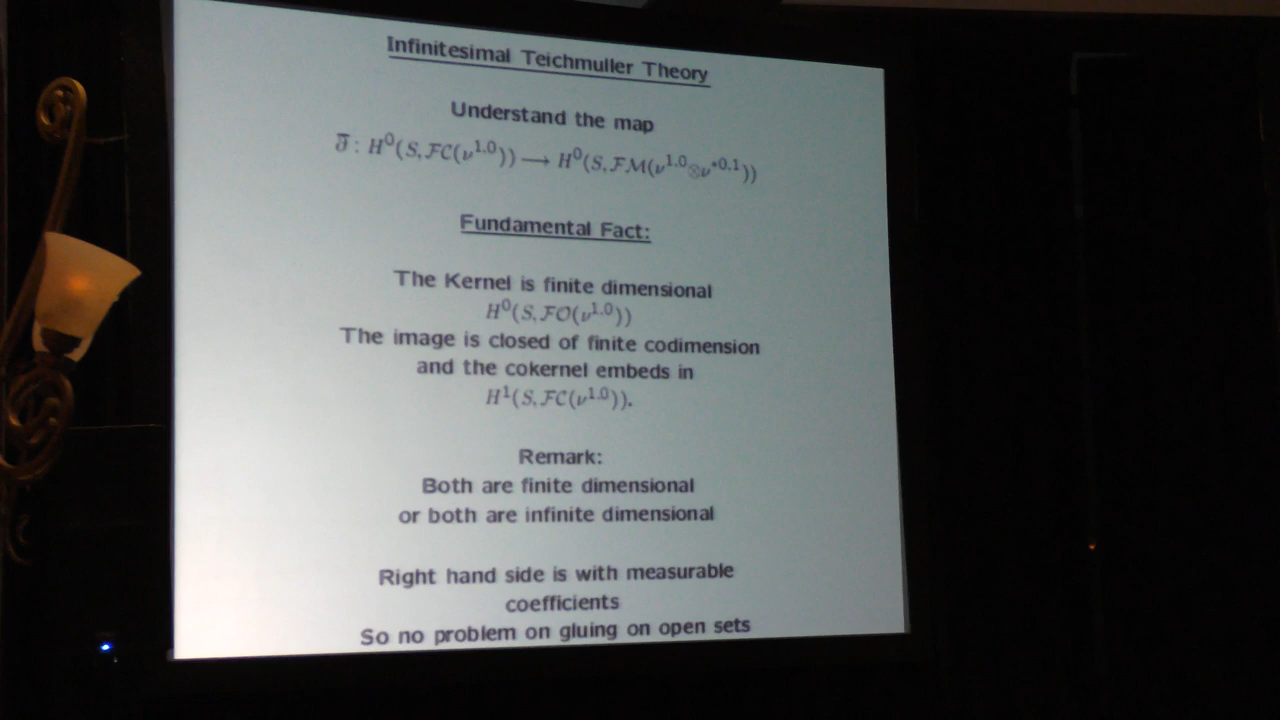 Infinitesimal Teichmuller Theory
Understand the map
∂̅ : H⁰(S, ℱC(ν^1.0)) ⟶ H⁰(S, ℱℳ(ν^1.0⊗ν^*0.1))
Fundamental Fact:
The Kernel is finite dimensional
H⁰(S, ℱ𝒪(ν^1.0))
The image is closed of finite codimension
and the cokernel embeds in
H¹(S, ℱC(ν^1.0)).
Remark:
Both are finite dimensional
or both are infinite dimensional
Right hand side is with measurable
coefficients
So no problem on gluing on open sets